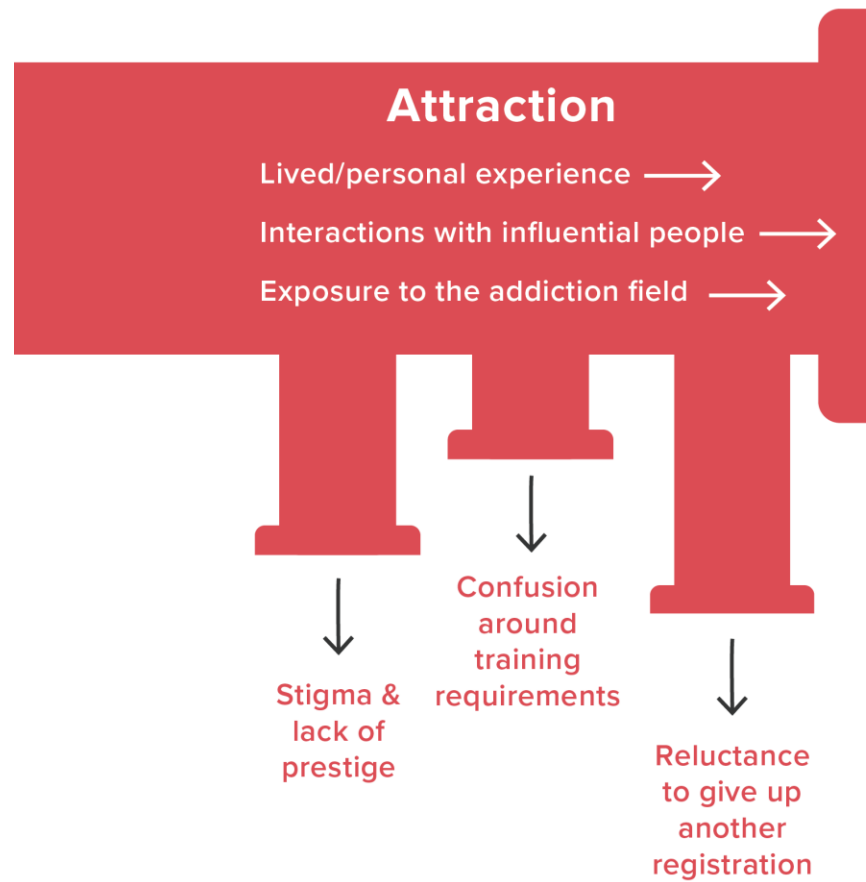 Attraction
Lived/personal experience
Interactions with influential people
Exposure to the addiction field
Stigma &
lack of
prestige
Confusion
around
training
requirements
Reluctance
to give up
another
registration